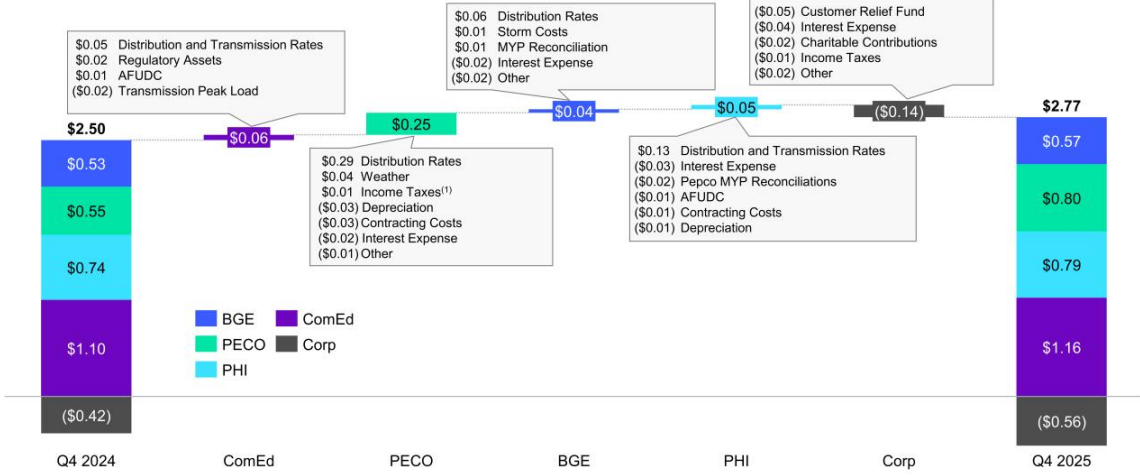 $0.05 Distribution and Transmission Rates
$0.02 Regulatory Assets
$0.01 AFUDC
($0.02) Transmission Peak Load
$0.06 Distribution Rates
$0.01 Storm Costs
$0.01 MYP Reconciliation
($0.02) Interest Expense
($0.02) Other
($0.05) Customer Relief Fund
($0.04) Interest Expense
($0.02) Charitable Contributions
($0.01) Income Taxes
($0.02) Other
$2.50
$0.53
$0.55
$0.74
$1.10
($0.42)
$0.06
$0.25
$0.04
$0.05
($0.14)
$0.29 Distribution Rates
$0.04 Weather
$0.01 Income Taxes(1)
($0.03) Depreciation
($0.03) Contracting Costs
($0.02) Interest Expense
($0.01) Other
$0.13 Distribution and Transmission Rates
($0.03) Interest Expense
($0.02) Pepco MYP Reconciliations
($0.01) AFUDC
($0.01) Contracting Costs
($0.01) Depreciation
$2.77
$0.57
$0.80
$0.79
$1.16
($0.56)
BGE ComEd
PECO Corp
PHI
Q4 2024 ComEd PECO BGE PHI Corp Q4 2025